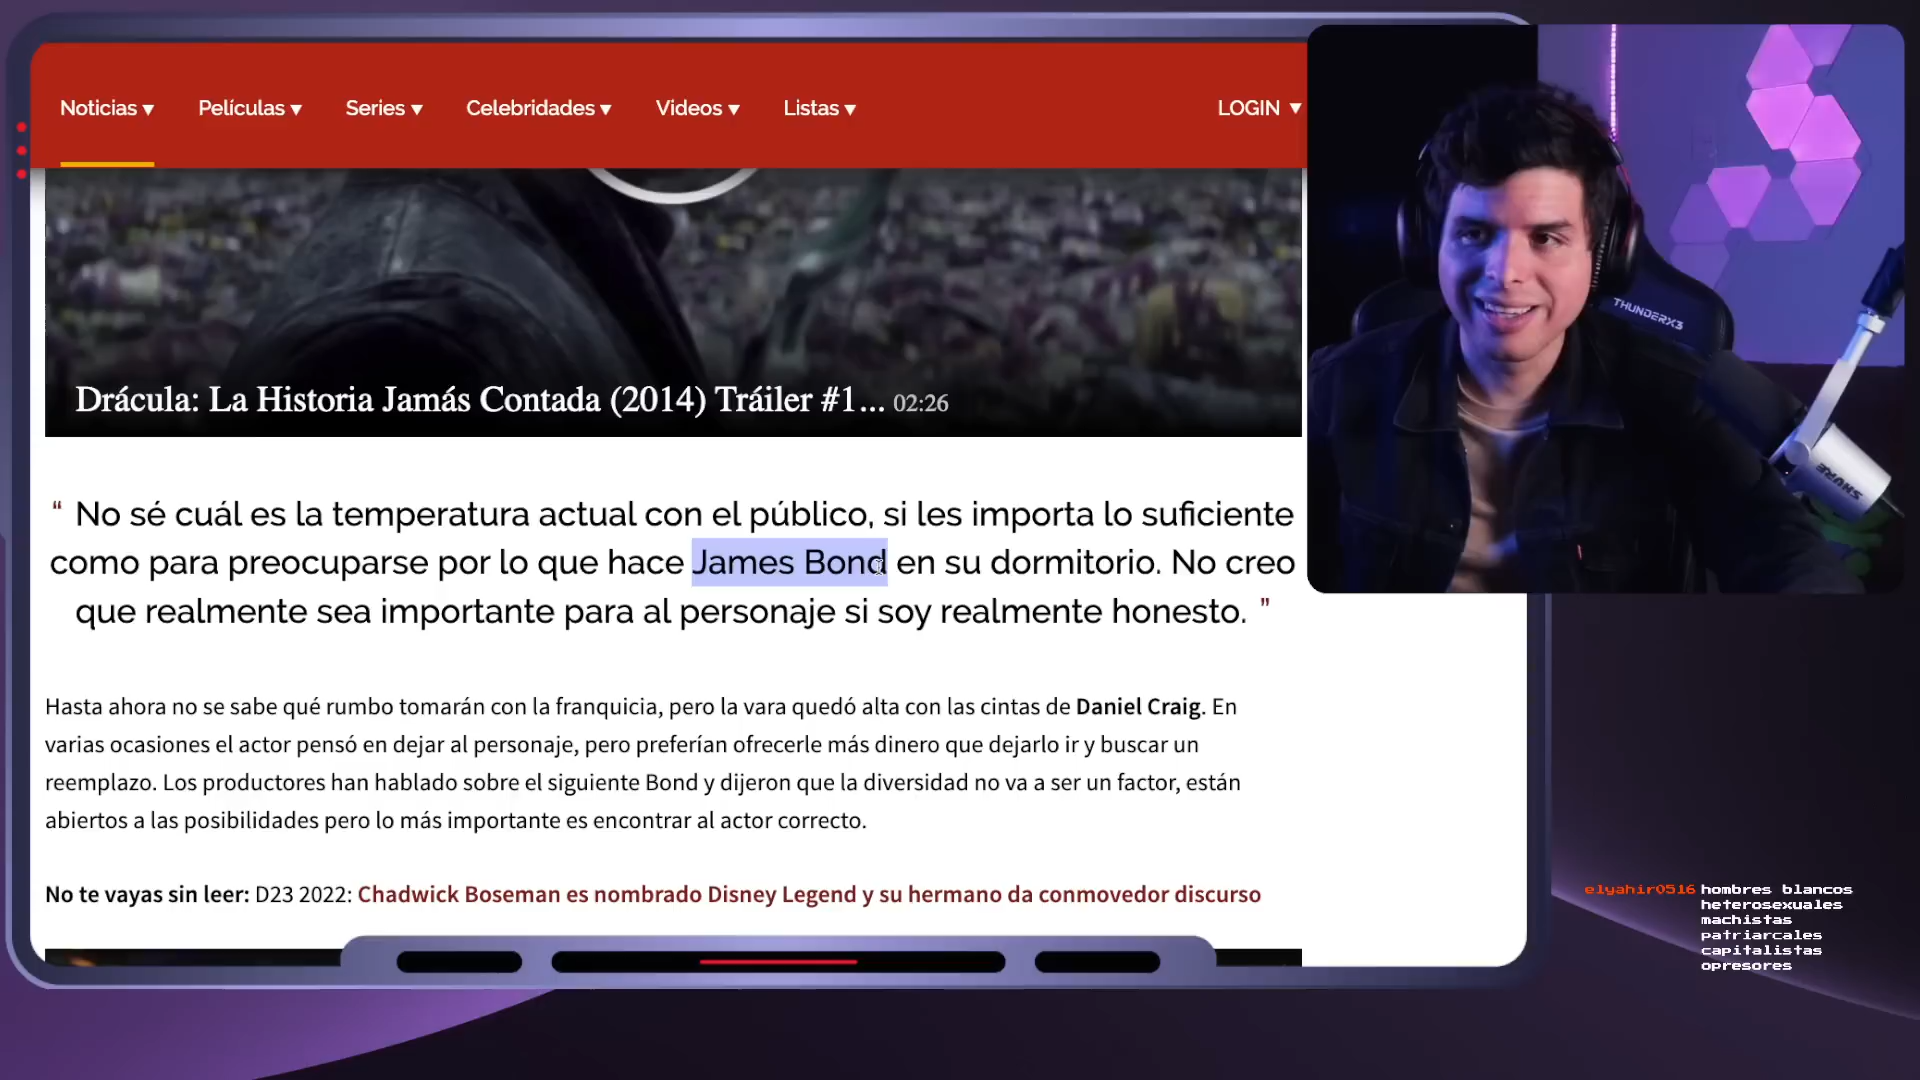 Noticias ▼ Películas ▼ Series ▼ Celebridades ▼ Videos ▼ Listas ▼ LOGIN ▼
THUNDERX3
SHURE
Drácula: La Historia Jamás Contada (2014) Tráiler #1... 02:26
“ No sé cuál es la temperatura actual con el público, si les importa lo suficiente
como para preocuparse por lo que hace James Bond en su dormitorio. No creo
que realmente sea importante para al personaje si soy realmente honesto. ”
Hasta ahora no se sabe qué rumbo tomarán con la franquicia, pero la vara quedó alta con las cintas de Daniel Craig. En
varias ocasiones el actor pensó en dejar al personaje, pero preferían ofrecerle más dinero que dejarlo ir y buscar un
reemplazo. Los productores han hablado sobre el siguiente Bond y dijeron que la diversidad no va a ser un factor, están
abiertos a las posibilidades pero lo más importante es encontrar al actor correcto.
No te vayas sin leer: D23 2022: Chadwick Boseman es nombrado Disney Legend y su hermano da conmovedor discurso
elyahir0516 hombres blancos
heterosexuales
machistas
patriarcales
capitalistas
opresores